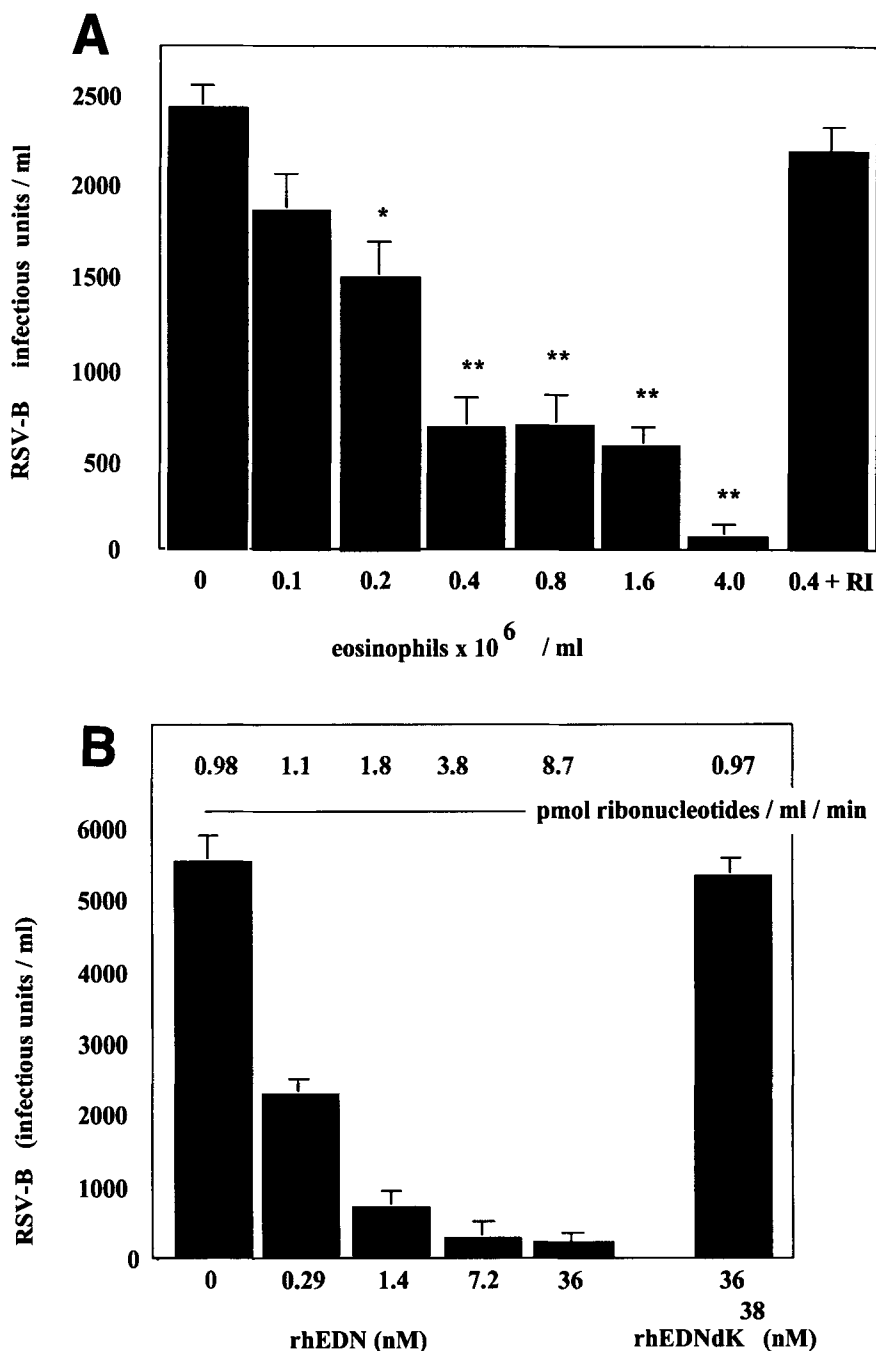 A
RSV-B infectious units / ml
2500
2000
1500
1000
500
0
*
**
**
**
**
0 0.1 0.2 0.4 0.8 1.6 4.0 0.4 + RI
eosinophils x 10 6 / ml
B
0.98 1.1 1.8 3.8 8.7 0.97
pmol ribonucleotides / ml / min
RSV-B (infectious units / ml)
6000
5000
4000
3000
2000
1000
0
0 0.29 1.4 7.2 36 36
38
rhEDN (nM) rhEDNdK (nM)